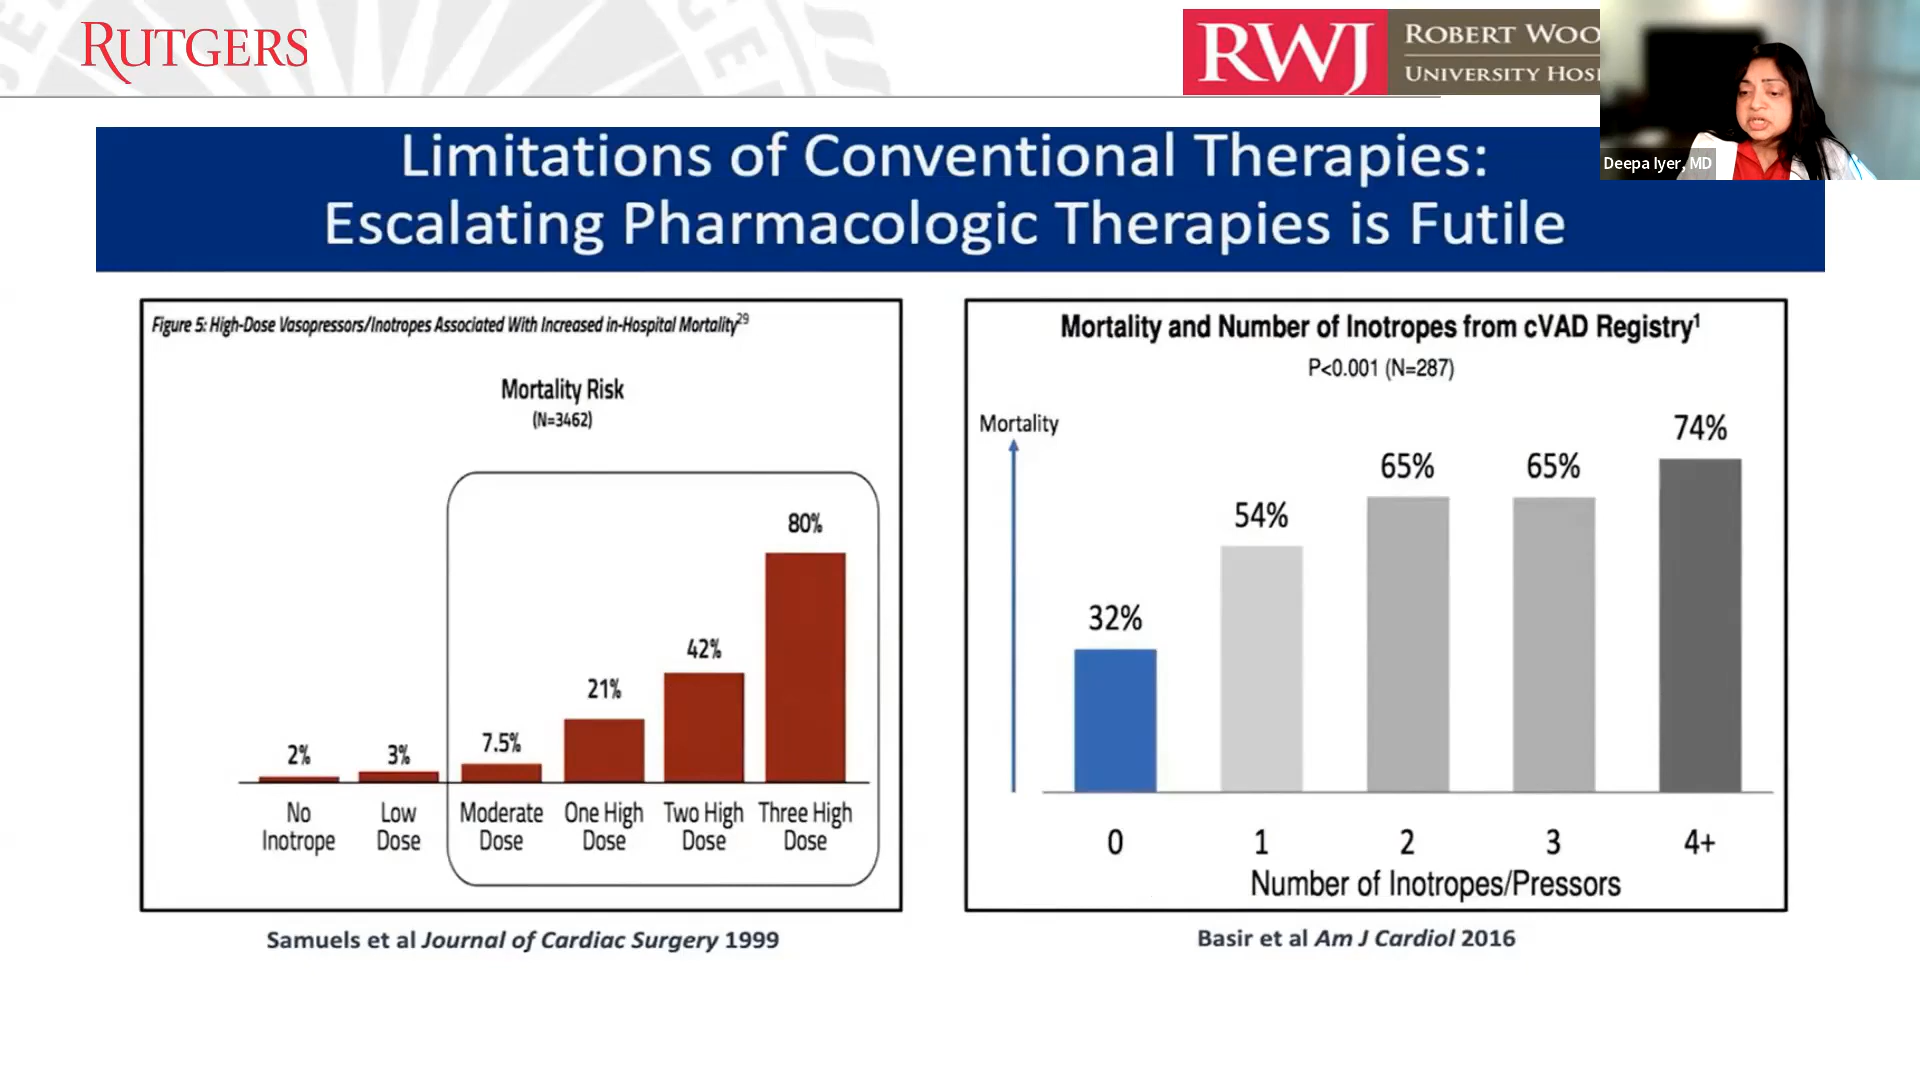 RUTGERS
RWJ
ROBERT WOO
UNIVERSITY HOSI
Deepa Iyer, MD
Limitations of Conventional Therapies:
Escalating Pharmacologic Therapies is Futile
Figure 5: High-Dose Vasopressors/Inotropes Associated With Increased in-Hospital Mortality29
Mortality Risk
(N=3462)
2%
3%
7.5%
21%
42%
80%
No Inotrope
Low Dose
Moderate Dose
One High Dose
Two High Dose
Three High Dose
Samuels et al Journal of Cardiac Surgery 1999
Mortality and Number of Inotropes from cVAD Registry1
P<0.001 (N=287)
Mortality
32%
54%
65%
65%
74%
0
1
2
3
4+
Number of Inotropes/Pressors
Basir et al Am J Cardiol 2016